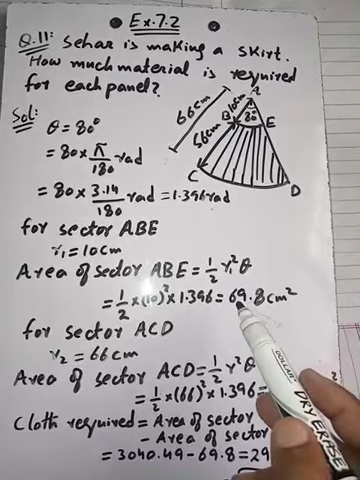 Ex.7.2
Q.11: Sehar is making a skirt.
How much material is required
for each panel?
Sol:
θ = 80°
= 80 × π/180 rad
= 80 × 3.14/180 rad = 1.396 rad
A
10cm
66cm
B
80°
E
56cm
C
D
for sector ABE
r₁ = 10cm
Area of sector ABE = 1/2 r₁² θ
= 1/2 × (10)² × 1.396 = 69.8 cm²
for sector ACD
r₂ = 66cm
Area of sector ACD = 1/2 r² θ
= 1/2 × (66)² × 1.396 =
Cloth required = Area of sector
- Area of sector
= 3040.49 - 69.8 = 29
DOLLAR
DRY ERASE